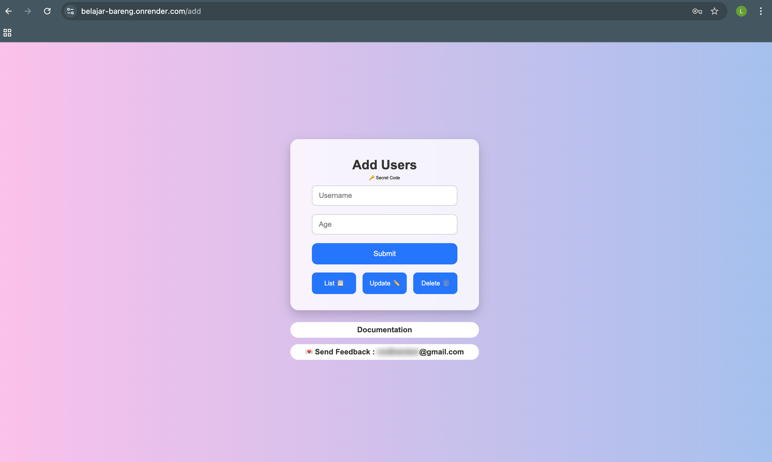 belajar-bareng.onrender.com/add
L
Add Users
🔑 Secret Code
Username
Age
Submit
List
Update
Delete
Documentation
💌 Send Feedback : @gmail.com